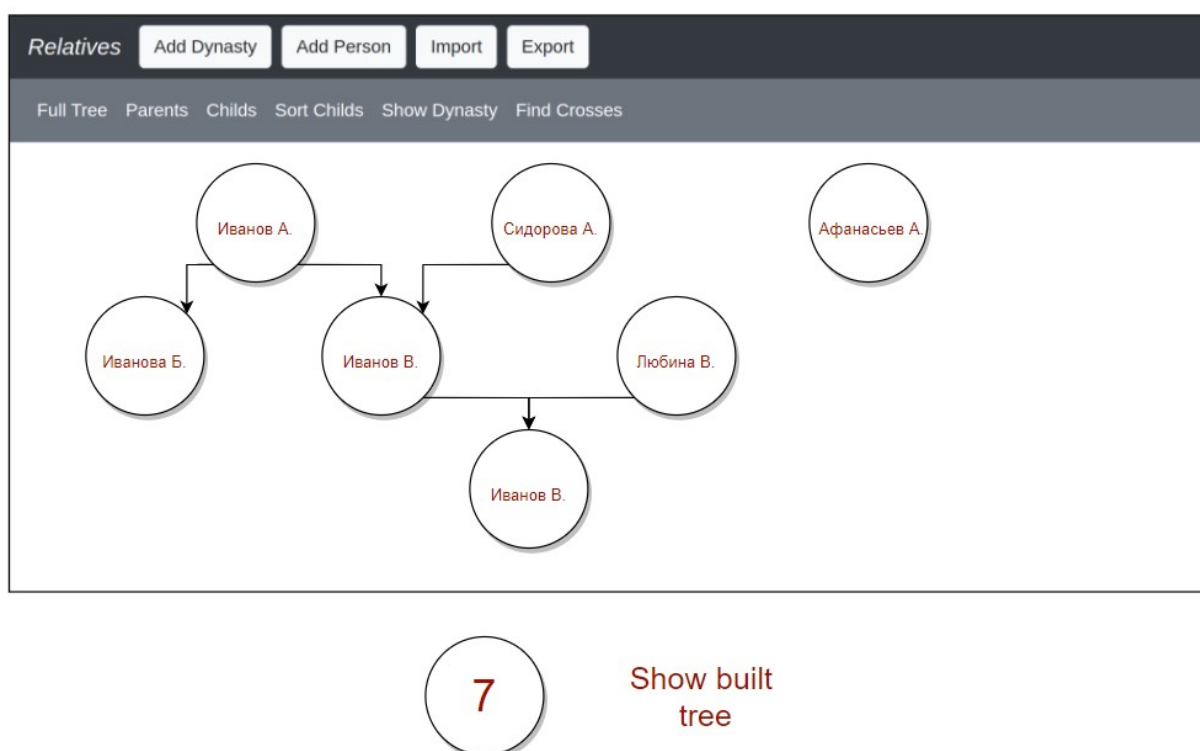 Relatives Add Dynasty Add Person Import Export
Full Tree Parents Childs Sort Childs Show Dynasty Find Crosses
Иванов А. Сидорова А. Афанасьев А.
Иванова Б. Иванов В. Любина В.
Иванов В.
7
Show built
tree